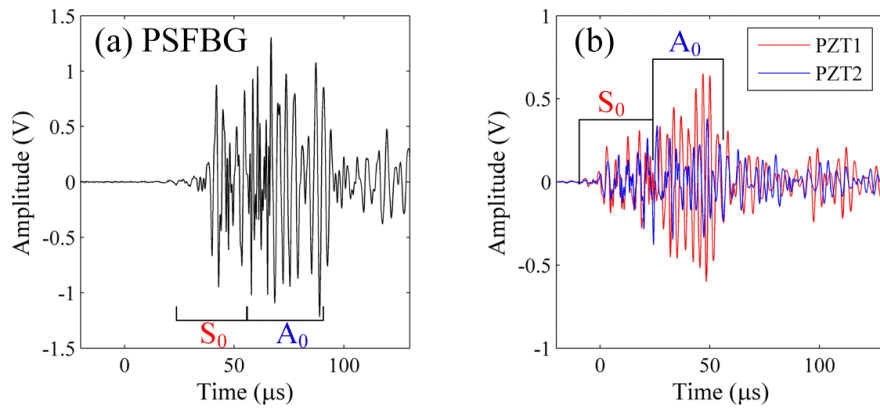 (a) PSFBG
Amplitude (V)
1.5
1
0.5
0
-0.5
-1
-1.5
S₀
A₀
0
50
100
Time (μs)
(b)
Amplitude (V)
1
0.5
0
-0.5
-1
S₀
A₀
PZT1
PZT2
0
50
100
Time (μs)